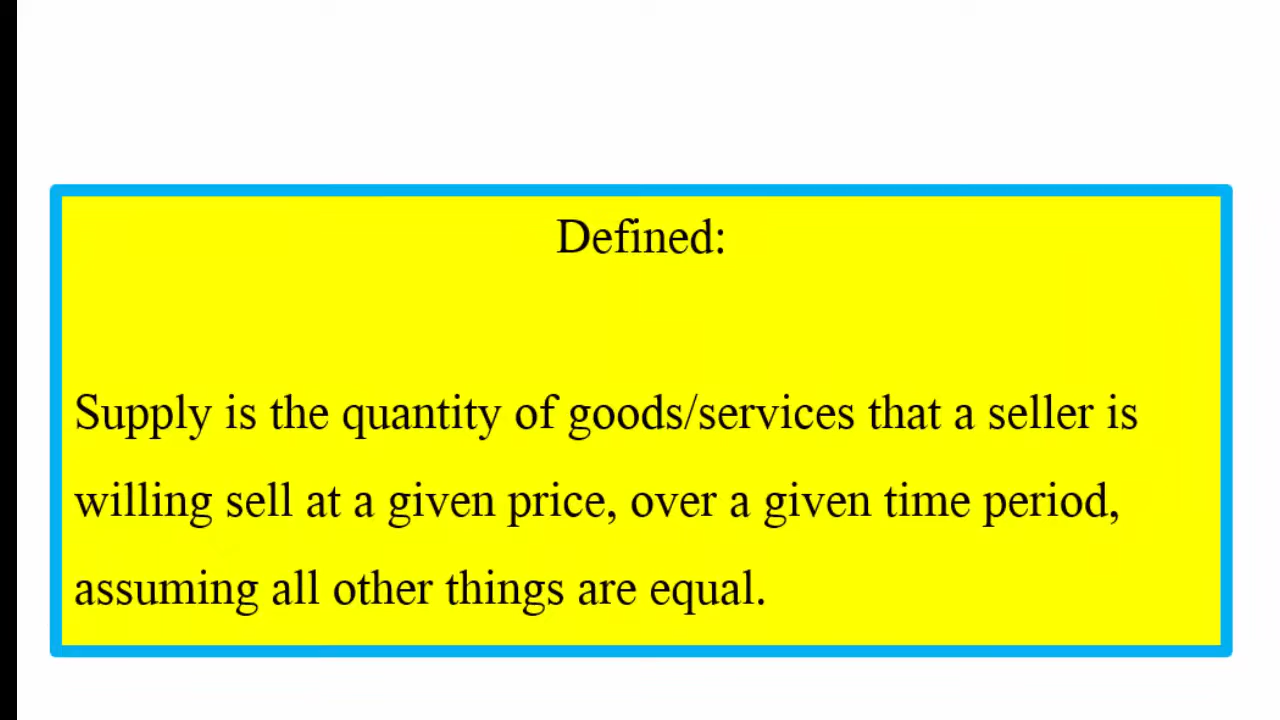 Defined:
Supply is the quantity of goods/services that a seller is
willing sell at a given price, over a given time period,
assuming all other things are equal.